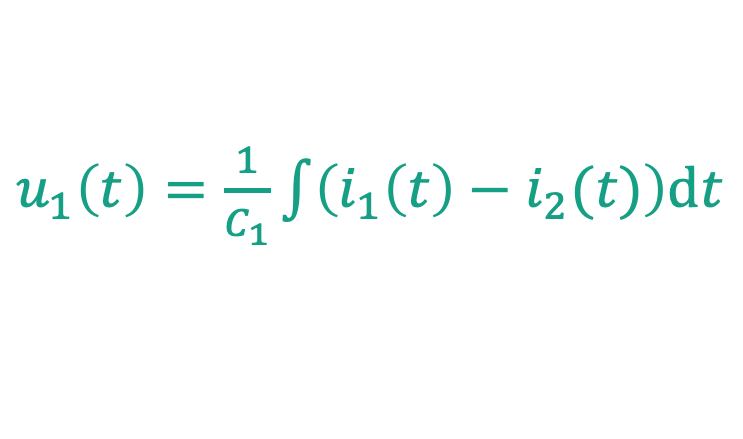 u₁(t) = 1/C₁ ∫(i₁(t) − i₂(t))dt